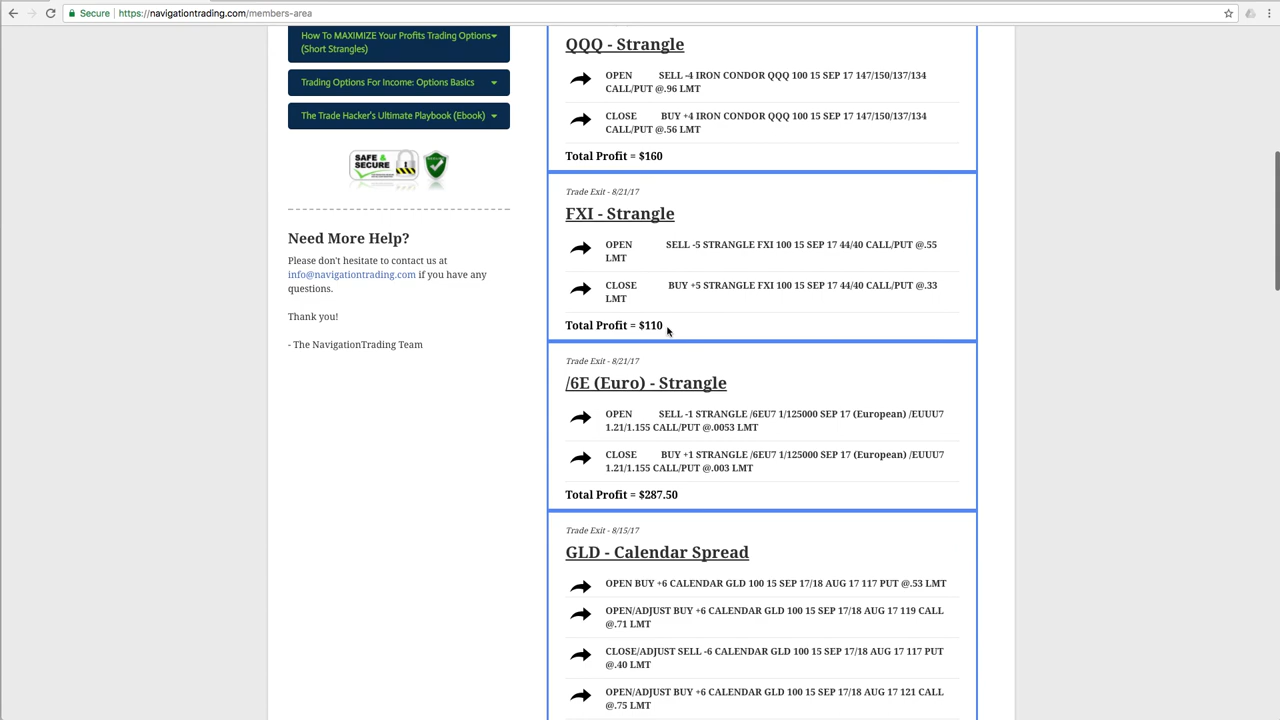 Secure
https://navigationtrading.com/members-area
How To MAXIMIZE Your Profits Trading Options
(Short Strangles)
Trading Options For Income: Options Basics
The Trade Hacker's Ultimate Playbook (Ebook)
SAFE &
SECURE
Need More Help?
Please don't hesitate to contact us at
info@navigationtrading.com if you have any
questions.
Thank you!
- The NavigationTrading Team
QQQ - Strangle
OPEN SELL -4 IRON CONDOR QQQ 100 15 SEP 17 147/150/137/134
CALL/PUT @.96 LMT
CLOSE BUY +4 IRON CONDOR QQQ 100 15 SEP 17 147/150/137/134
CALL/PUT @.56 LMT
Total Profit = $160
Trade Exit - 8/21/17
FXI - Strangle
OPEN SELL -5 STRANGLE FXI 100 15 SEP 17 44/40 CALL/PUT @.55
LMT
CLOSE BUY +5 STRANGLE FXI 100 15 SEP 17 44/40 CALL/PUT @.33
LMT
Total Profit = $110
Trade Exit - 8/21/17
/6E (Euro) - Strangle
OPEN SELL -1 STRANGLE /6EU7 1/125000 SEP 17 (European) /EUUU7
1.21/1.155 CALL/PUT @.0053 LMT
CLOSE BUY +1 STRANGLE /6EU7 1/125000 SEP 17 (European) /EUUU7
1.21/1.155 CALL/PUT @.003 LMT
Total Profit = $287.50
Trade Exit - 8/15/17
GLD - Calendar Spread
OPEN BUY +6 CALENDAR GLD 100 15 SEP 17/18 AUG 17 117 PUT @.53 LMT
OPEN/ADJUST BUY +6 CALENDAR GLD 100 15 SEP 17/18 AUG 17 119 CALL
@.71 LMT
CLOSE/ADJUST SELL -6 CALENDAR GLD 100 15 SEP 17/18 AUG 17 117 PUT
@.40 LMT
OPEN/ADJUST BUY +6 CALENDAR GLD 100 15 SEP 17/18 AUG 17 121 CALL
@.75 LMT